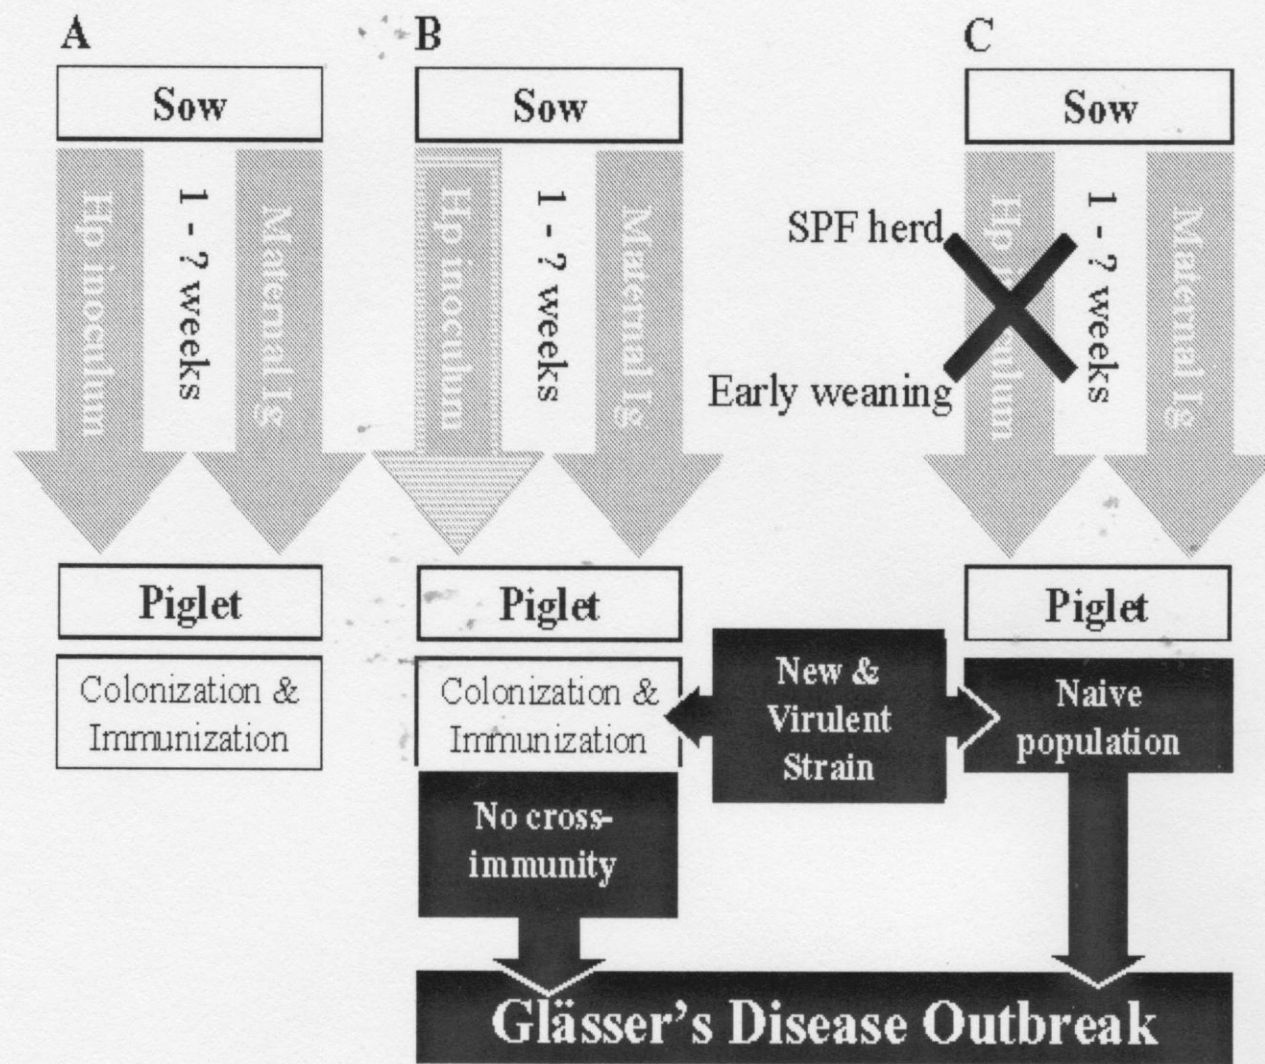 A
Sow
Hp inoculum
1 - ? weeks
Maternal Ig
Piglet
Colonization &
Immunization
B
Sow
Hp inoculum
1 - ? weeks
Maternal Ig
Piglet
Colonization &
Immunization
No cross-
immunity
New &
Virulent
Strain
C
Sow
SPF herd
Early weaning
Hp inoculum
1 - ? weeks
Maternal Ig
Piglet
Naive
population
Glässer's Disease Outbreak